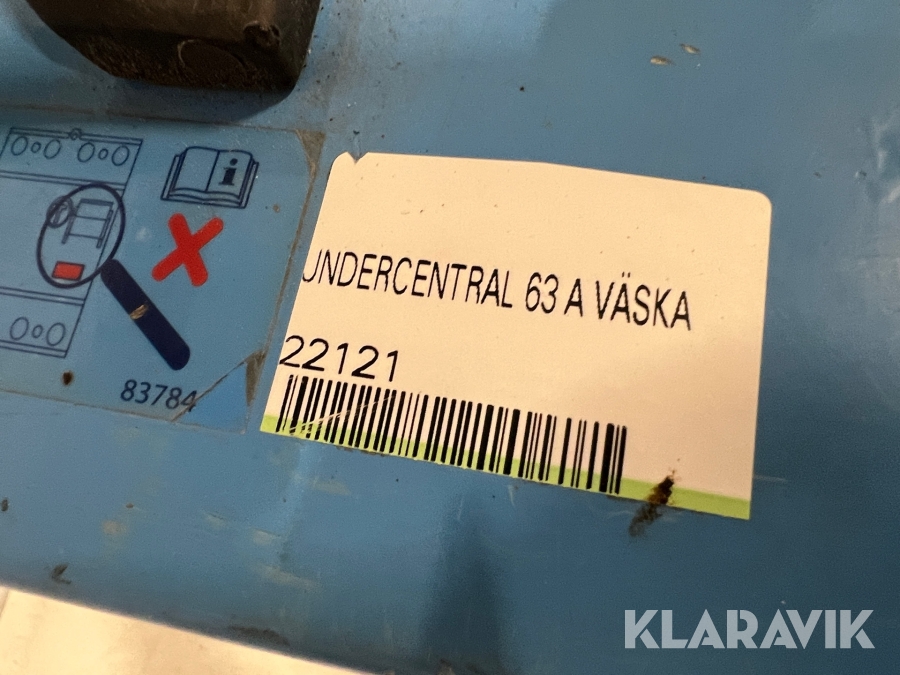 i
83784
UNDERCENTRAL 63 A VÄSKA
22121
KLARAVIK